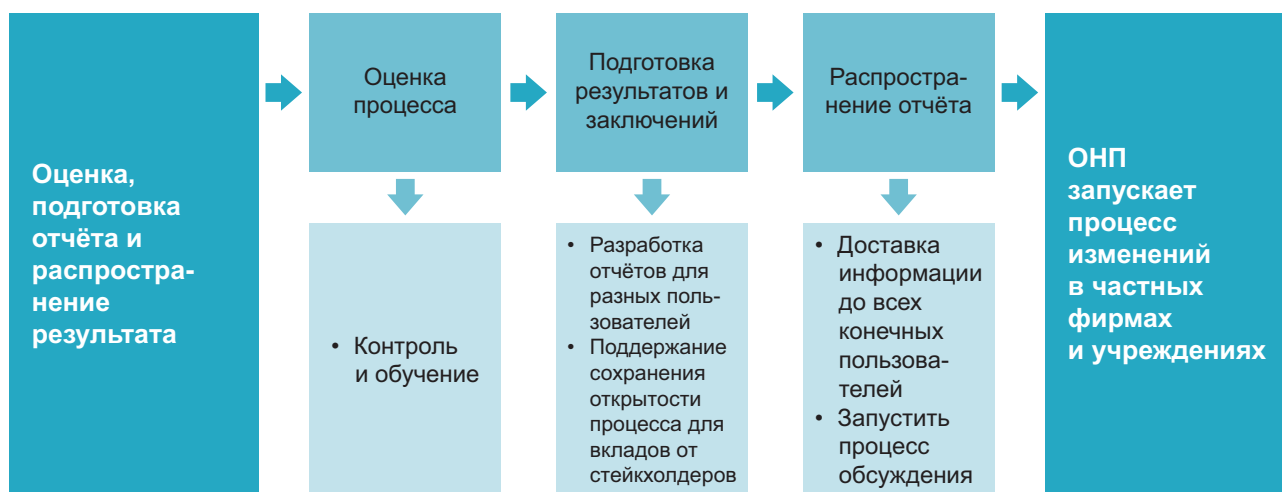 Оценка,
подготовка
отчёта и
распростра-
нение
результата
Оценка
процесса
• Контроль
и обучение
Подготовка
результатов и
заключений
• Разработка
отчётов для
разных поль-
зователей
• Поддержание
сохранения
открытости
процесса для
вкладов от
стейкхолдеров
Распростра-
нение отчёта
• Доставка
информации
до всех
конечных
пользова-
телей
• Запустить
процесс
обсуждения
ОНП
запускает
процесс
изменений
в частных
фирмах
и учреждениях